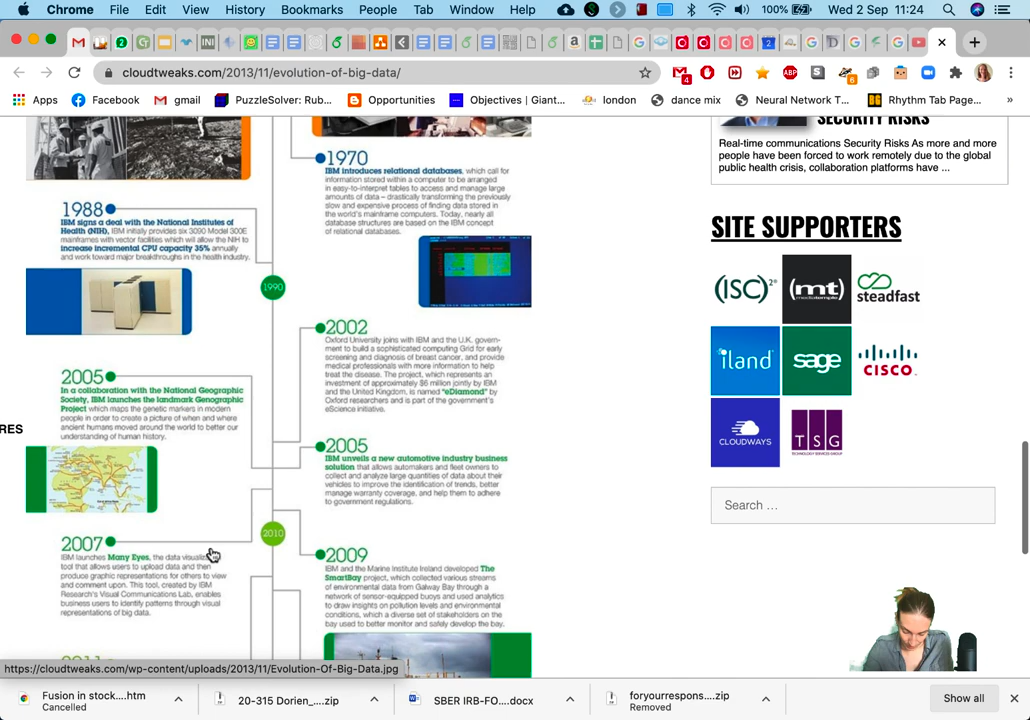 Chrome File Edit View History Bookmarks People Tab Window Help 100% Wed 2 Sep 11:24
cloudtweaks.com/2013/11/evolution-of-big-data/
Apps Facebook gmail PuzzleSolver: Rub... Opportunities Objectives | Giant... london dance mix Neural Network T... Rhythm Tab Page... »
1970
IBM introduces relational databases, which call for
information stored within a computer to be arranged
in easy-to-interpret tables to access and manage large
amounts of data – drastically transforming the previously
slow and expensive process of finding data stored in
the world's mainframe computers. Today, nearly all
database structures are based on the IBM concept
of relational databases.
1988
IBM signs a deal with the National Institutes of
Health (NIH), IBM initially provides six 3090 Model 300E
mainframes with vector facilities which will allow the NIH to
increase incremental CPU capacity 35% annually
and work toward major breakthroughs in the health industry.
1990
2002
Oxford University joins with IBM and the U.K. govern-
ment to build a sophisticated computing Grid for early
screening and diagnosis of breast cancer, and provide
medical professionals with more information to help
treat the disease. The project, which represents an
investment of approximately $6 million jointly by IBM
and the United Kingdom, is named "eDiamond" by
Oxford researchers and is part of the government's
eScience initiative.
2005
In a collaboration with the National Geographic
Society, IBM launches the landmark Genographic
Project which maps the genetic markers in modern
people in order to create a picture of when and where
ancient humans moved around the world to better our
understanding of human history.
RES
2005
IBM unveils a new automotive industry business
solution that allows automakers and fleet owners to
collect and analyze large quantities of data about their
vehicles to improve the identification of trends, better
manage warranty coverage, and help them to adhere
to government regulations.
2010
2007
IBM launches Many Eyes, the data
tool that allows users to upload data and then
produce graphic representations for others to view
and comment upon. This tool, created by IBM
Research's Visual Communications Lab, enables
business users to identify patterns through visual
representations of big data.
2009
IBM and the Marine Institute Ireland developed The
SmartBay project, which collected various streams
of environmental data from Galway Bay through a
network of sensor-equipped buoys and used analytics
to draw insights on pollution levels and environmental
conditions, which a diverse set of stakeholders on the
bay used to better monitor and safely develop the bay.
SECURITY RISKS
Real-time communications Security Risks As more and more
people have been forced to work remotely due to the global
public health crisis, collaboration platforms have ...
SITE SUPPORTERS
(ISC)²
(mt)
mediatemple
steadfast
iland
sage
CISCO
CLOUDWAYS
TSG
Search ...
https://cloudtweaks.com/wp-content/uploads/2013/11/Evolution-Of-Big-Data.jpg
Fusion in stock....htm
Cancelled
20-315 Dorien_....zip
SBER IRB-FO....docx
foryourrespons....zip
Removed
Show all